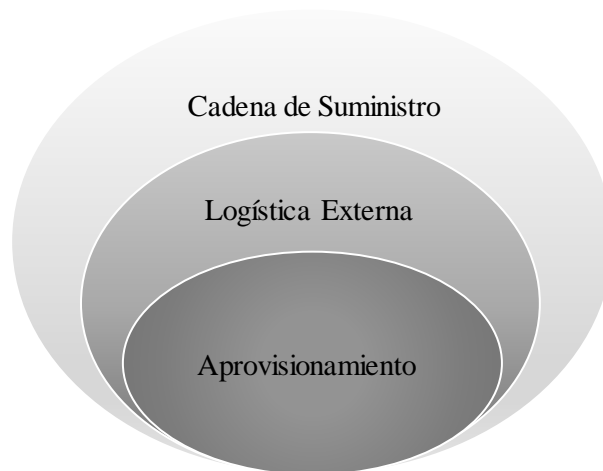 Cadena de Suministro
Logística Externa
Aprovisionamiento